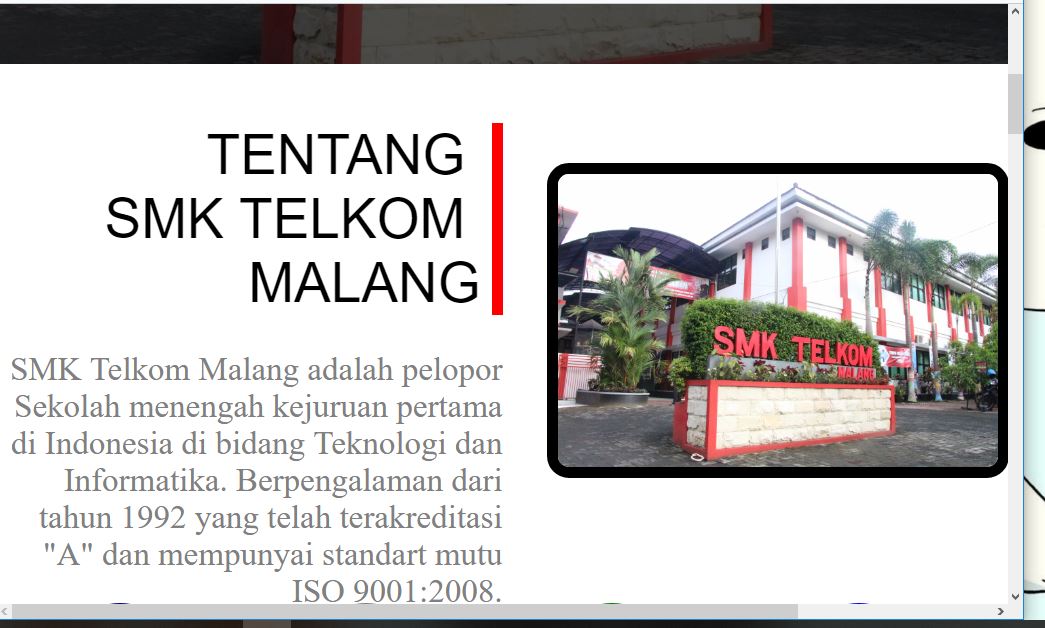 TENTANG
SMK TELKOM
MALANG
SMK Telkom Malang adalah pelopor
Sekolah menengah kejuruan pertama
di Indonesia di bidang Teknologi dan
Informatika. Berpengalaman dari
tahun 1992 yang telah terakreditasi
"A" dan mempunyai standart mutu
ISO 9001:2008.
SMK TELKOM
MALANG